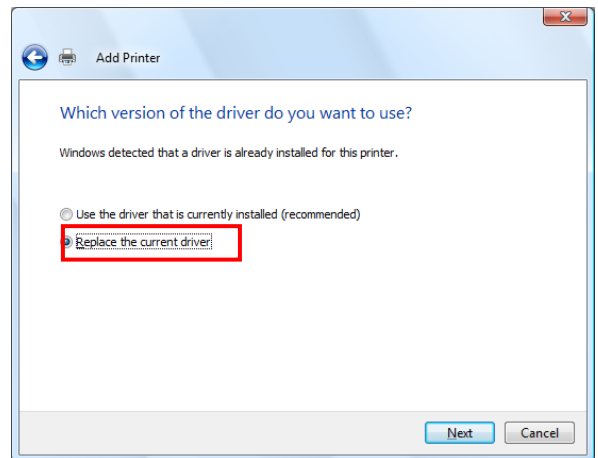 Add Printer
Which version of the driver do you want to use?
Windows detected that a driver is already installed for this printer.
Use the driver that is currently installed (recommended)
Replace the current driver
Next Cancel